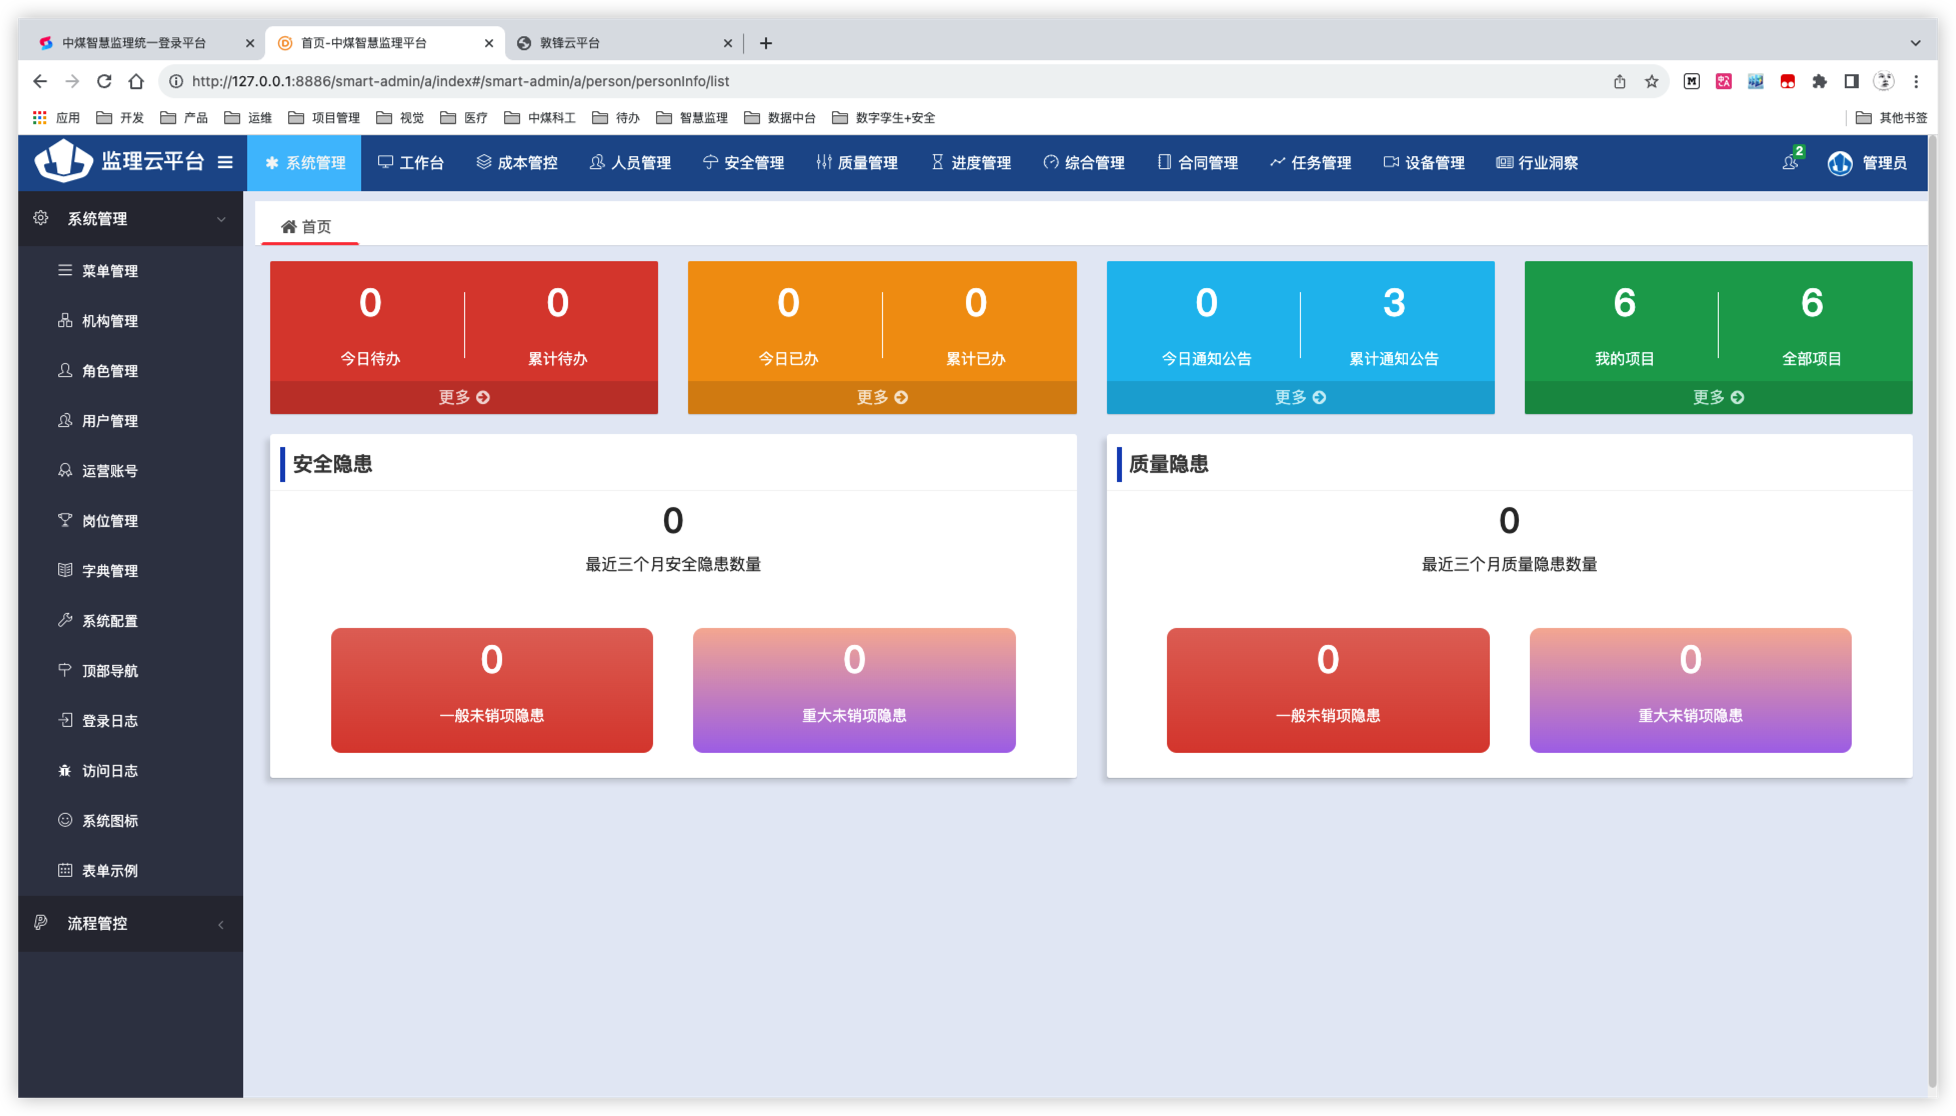 中煤智慧监理统一登录平台
首页-中煤智慧监理平台
敦锋云平台
http://127.0.0.1:8886/smart-admin/a/index#/smart-admin/a/person/personInfo/list
应用 开发 产品 运维 项目管理 视觉 医疗 中煤科工 待办 智慧监理 数据中台 数字孪生+安全 其他书签
监理云平台
系统管理 工作台 成本管控 人员管理 安全管理 质量管理 进度管理 综合管理 合同管理 任务管理 设备管理 行业洞察
2
管理员
系统管理
菜单管理
机构管理
角色管理
用户管理
运营账号
岗位管理
字典管理
系统配置
顶部导航
登录日志
访问日志
系统图标
表单示例
流程管控
首页
0 0
今日待办 累计待办
更多
0 0
今日已办 累计已办
更多
0 3
今日通知公告 累计通知公告
更多
6 6
我的项目 全部项目
更多
安全隐患
0
最近三个月安全隐患数量
0
一般未销项隐患
0
重大未销项隐患
质量隐患
0
最近三个月质量隐患数量
0
一般未销项隐患
0
重大未销项隐患